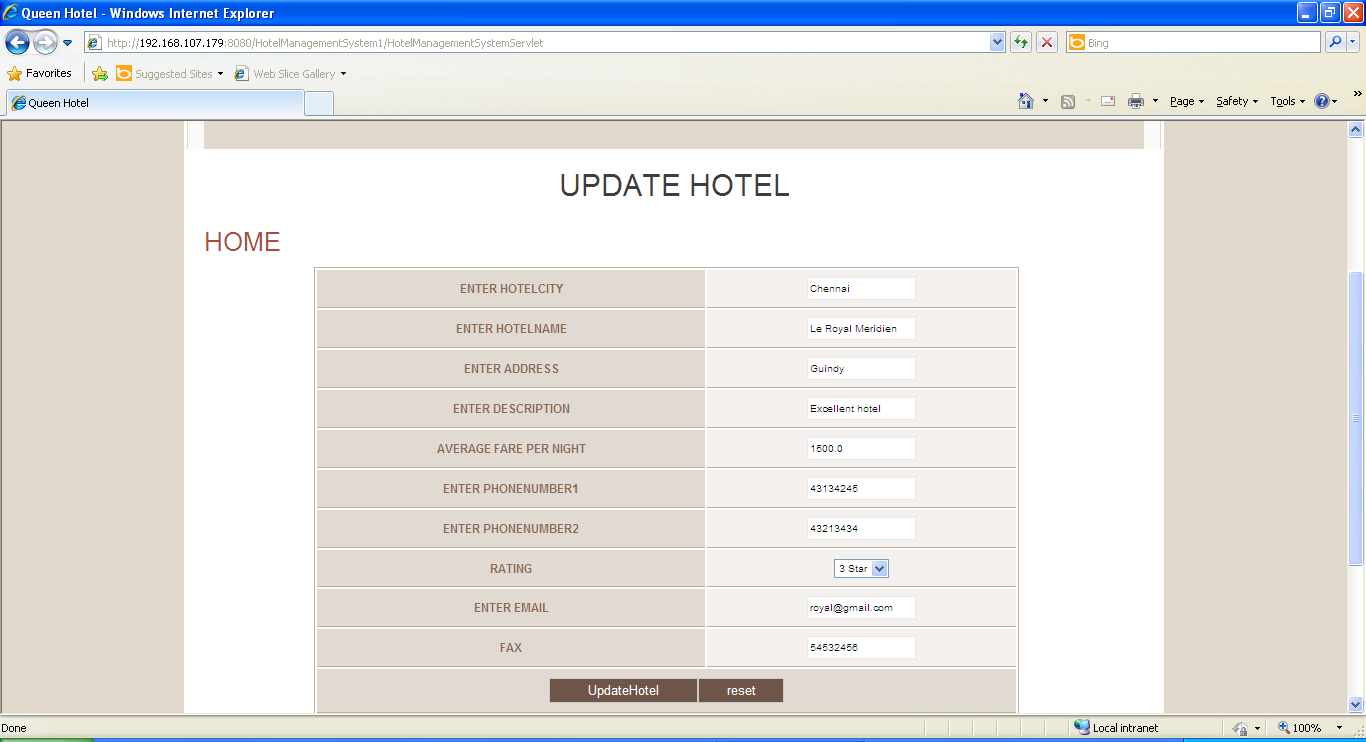 Queen Hotel - Windows Internet Explorer
http://192.168.107.179:8080/HotelManagementSystem1/HotelManagementSystemServlet
Bing
Favorites
Suggested Sites
Web Slice Gallery
Queen Hotel
Page
Safety
Tools
UPDATE HOTEL
HOME
ENTER HOTELCITY Chennai
ENTER HOTELNAME Le Royal Meridien
ENTER ADDRESS Guindy
ENTER DESCRIPTION Excellent hotel
AVERAGE FARE PER NIGHT 1500.0
ENTER PHONENUMBER1 43134245
ENTER PHONENUMBER2 43213434
RATING 3 Star
ENTER EMAIL royal@gmail.com
FAX 54532456
UpdateHotel reset
Done
Local intranet
100%